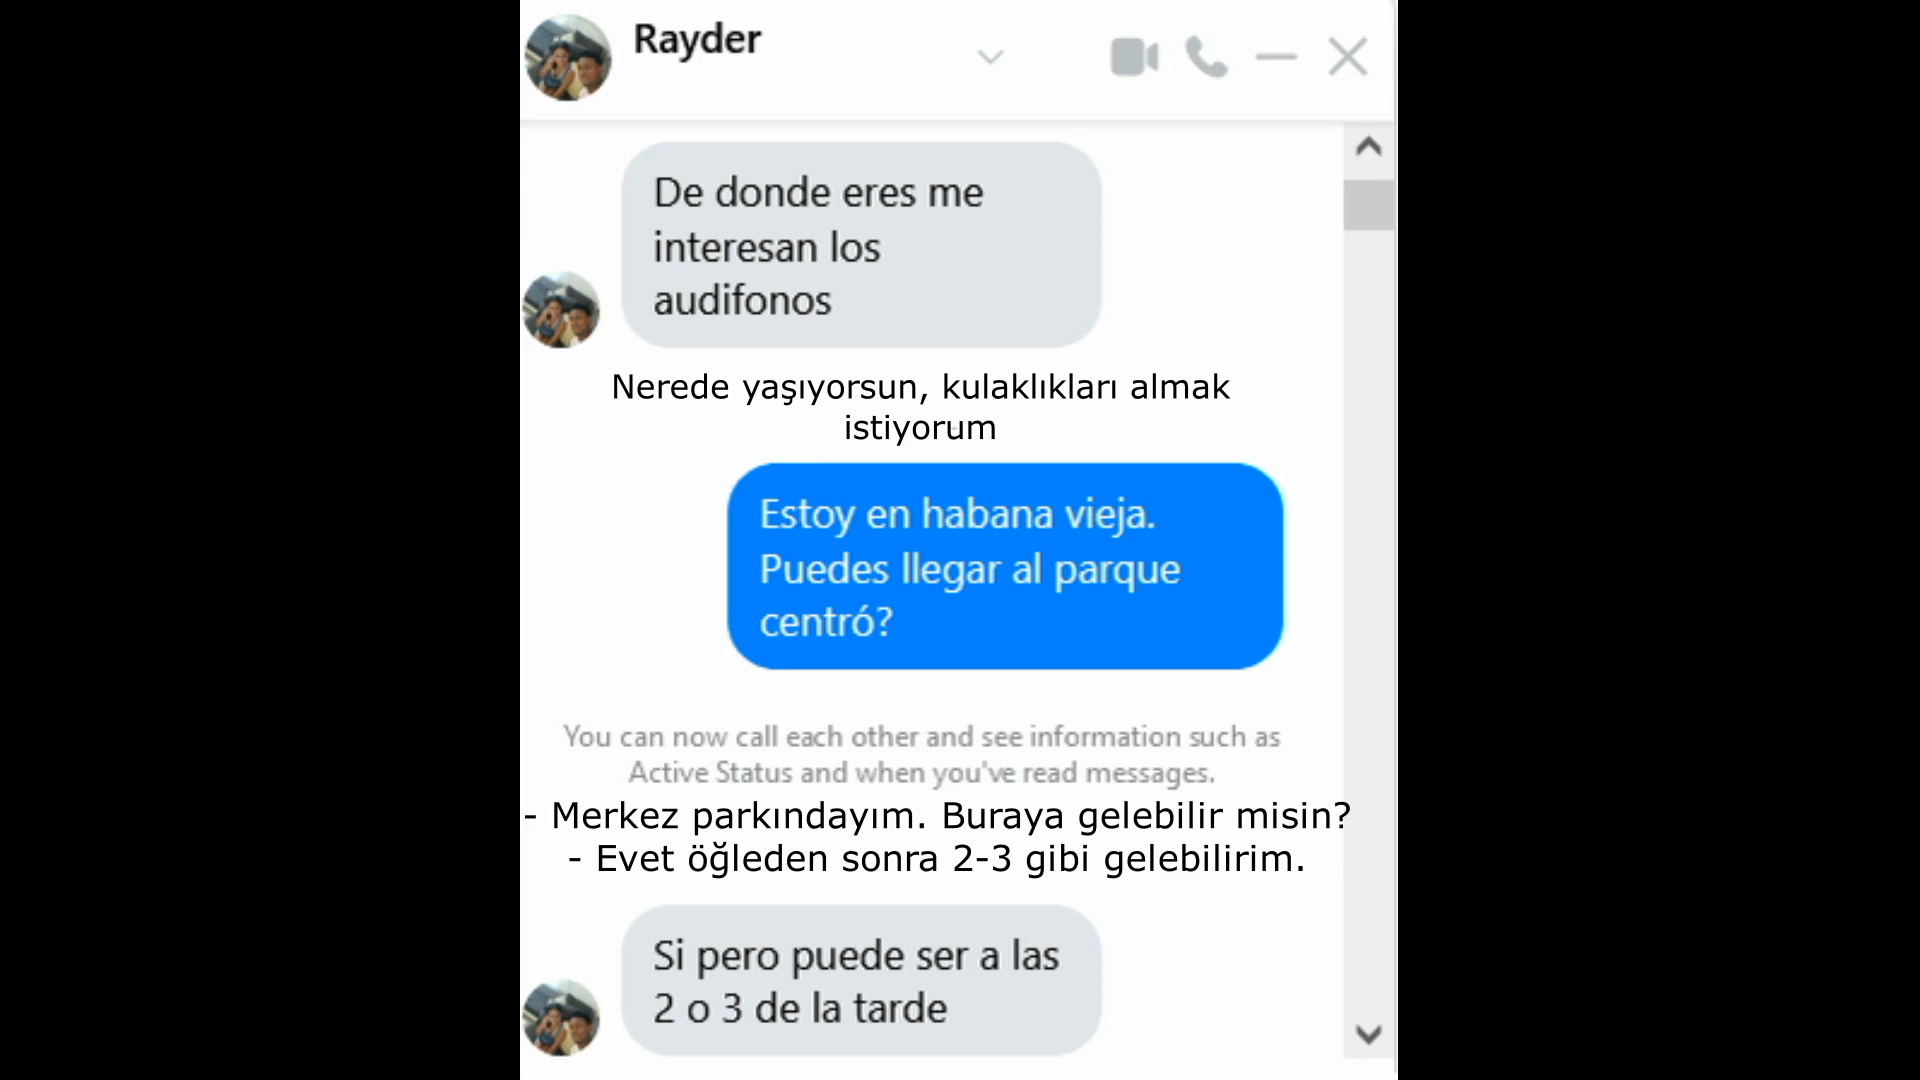 Rayder
De donde eres me
interesan los
audifonos
Nerede yaşıyorsun, kulaklıkları almak
istiyorum
Estoy en habana vieja.
Puedes llegar al parque
centró?
You can now call each other and see information such as
Active Status and when you've read messages.
- Merkez parkındayım. Buraya gelebilir misin?
- Evet öğleden sonra 2-3 gibi gelebilirim.
Si pero puede ser a las
2 o 3 de la tarde